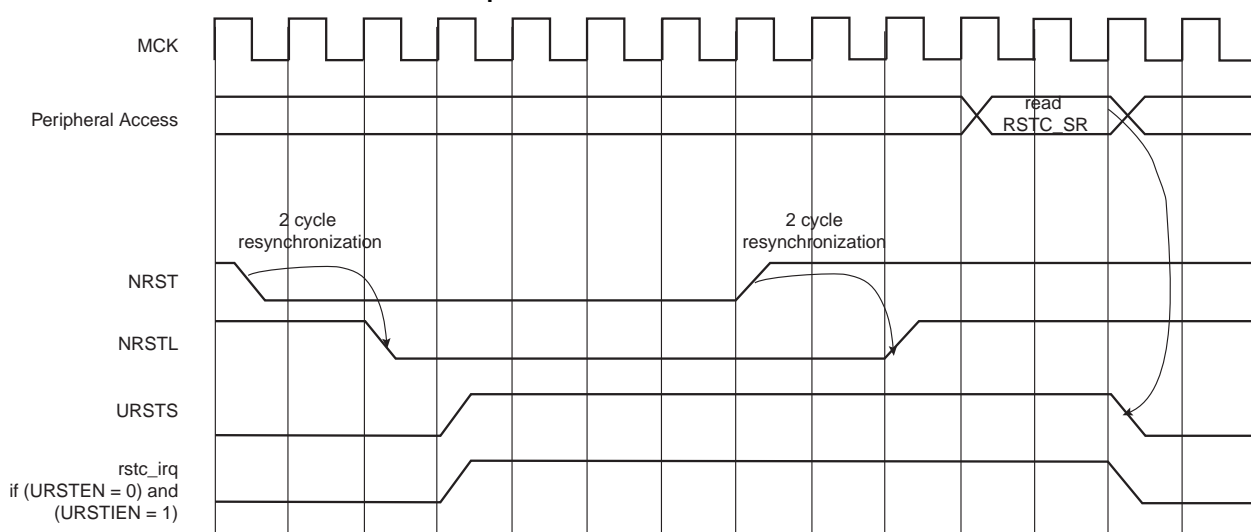 MCK
Peripheral Access
read
RSTC_SR
2 cycle
resynchronization
2 cycle
resynchronization
NRST
NRSTL
URSTS
rstc_irq
if (URSTEN = 0) and
(URSTIEN = 1)